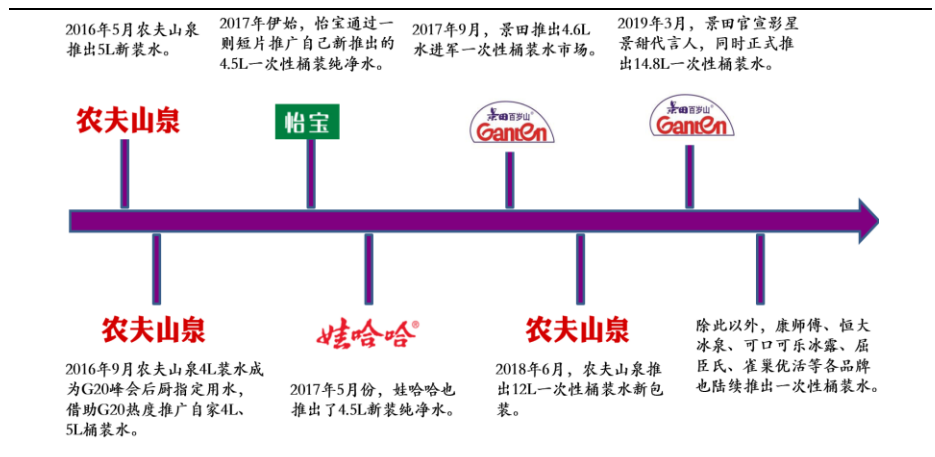 2016年5月农夫山泉
推出5L新装水。
2017年伊始，怡宝通过一
则短片推广自己新推出的
4.5L一次性桶装纯净水。
2017年9月，景田推出4.6L
水进军一次性桶装水市场。
2019年3月，景田官宣影星
景甜代言人，同时正式推
出14.8L一次性桶装水。
农夫山泉
怡宝
景田百岁山®
Ganten
景田百岁山®
Ganten
农夫山泉
2016年9月农夫山泉4L装水成
为G20峰会后厨指定用水，
借助G20热度推广自家4L、
5L桶装水。
娃哈哈®
2017年5月份，娃哈哈也
推出了4.5L新装纯净水。
农夫山泉
2018年6月，农夫山泉推
出12L一次性桶装水新包
装。
除此以外，康师傅、恒大
冰泉、可口可乐冰露、屈
臣氏、雀巢优活等各品牌
也陆续推出一次性桶装水。